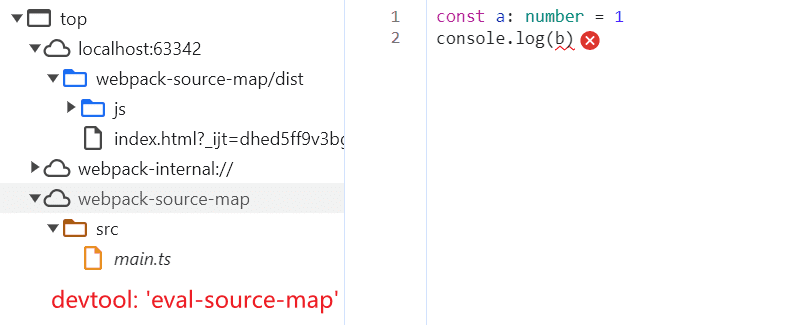 top
localhost:63342
webpack-source-map/dist
js
index.html?_ijt=dhed5ff9v3bg
webpack-internal://
webpack-source-map
src
main.ts
devtool: 'eval-source-map'
1 const a: number = 1
2 console.log(b)